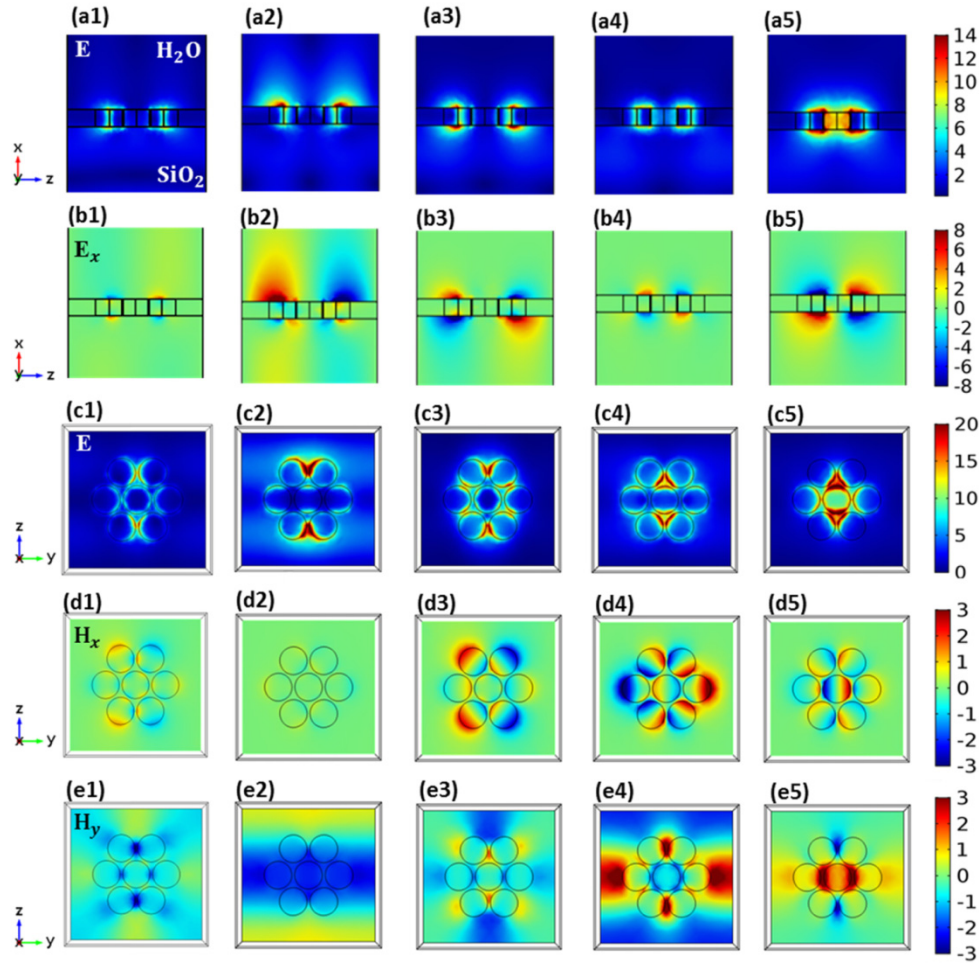 (a1) (a2) (a3) (a4) (a5)
E H₂O
SiO₂
x
y z
14
12
10
8
6
4
2
(b1) (b2) (b3) (b4) (b5)
Eₓ
x
y z
8
6
4
2
0
-2
-4
-6
-8
(c1) (c2) (c3) (c4) (c5)
E
z
x y
20
15
10
5
0
(d1) (d2) (d3) (d4) (d5)
Hₓ
z
x y
3
2
1
0
-1
-2
-3
(e1) (e2) (e3) (e4) (e5)
Hy
z
x y
3
2
1
0
-1
-2
-3